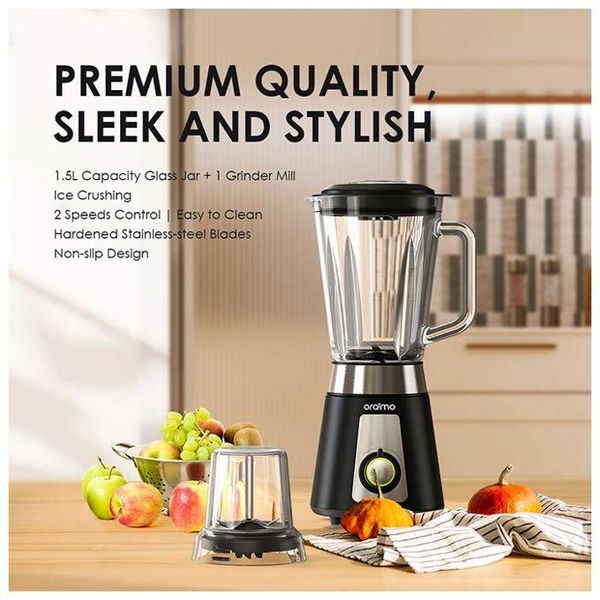 PREMIUM QUALITY,
SLEEK AND STYLISH
1.5L Capacity Glass Jar + 1 Grinder Mill
Ice Crushing
2 Speeds Control | Easy to Clean
Hardened Stainless-steel Blades
Non-slip Design
oraimo